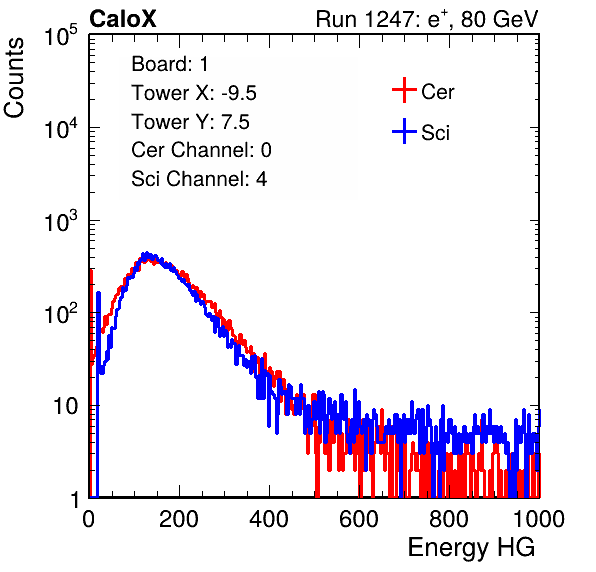 CaloX Run 1247: e+, 80 GeV
Counts
Board: 1
Tower X: -9.5
Tower Y: 7.5
Cer Channel: 0
Sci Channel: 4
Cer
Sci
10^5
10^4
10^3
10^2
10
1
0 200 400 600 800 1000
Energy HG